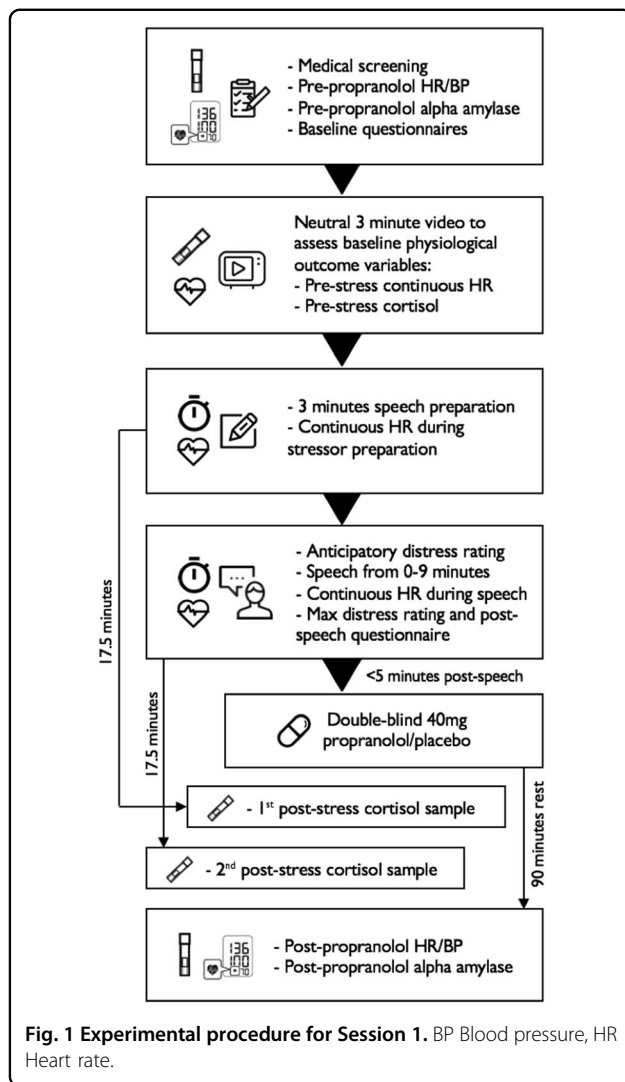 - Medical screening
- Pre-propranolol HR/BP
- Pre-propranolol alpha amylase
- Baseline questionnaires
136
100
76
Neutral 3 minute video to
assess baseline physiological
outcome variables:
- Pre-stress continuous HR
- Pre-stress cortisol
- 3 minutes speech preparation
- Continuous HR during
stressor preparation
- Anticipatory distress rating
- Speech from 0-9 minutes
- Continuous HR during speech
- Max distress rating and post-
speech questionnaire
17.5 minutes
17.5 minutes
<5 minutes post-speech
Double-blind 40mg
propranolol/placebo
90 minutes rest
- 1st post-stress cortisol sample
- 2nd post-stress cortisol sample
136
100
76
- Post-propranolol HR/BP
- Post-propranolol alpha amylase
Fig. 1 Experimental procedure for Session 1. BP Blood pressure, HR
Heart rate.